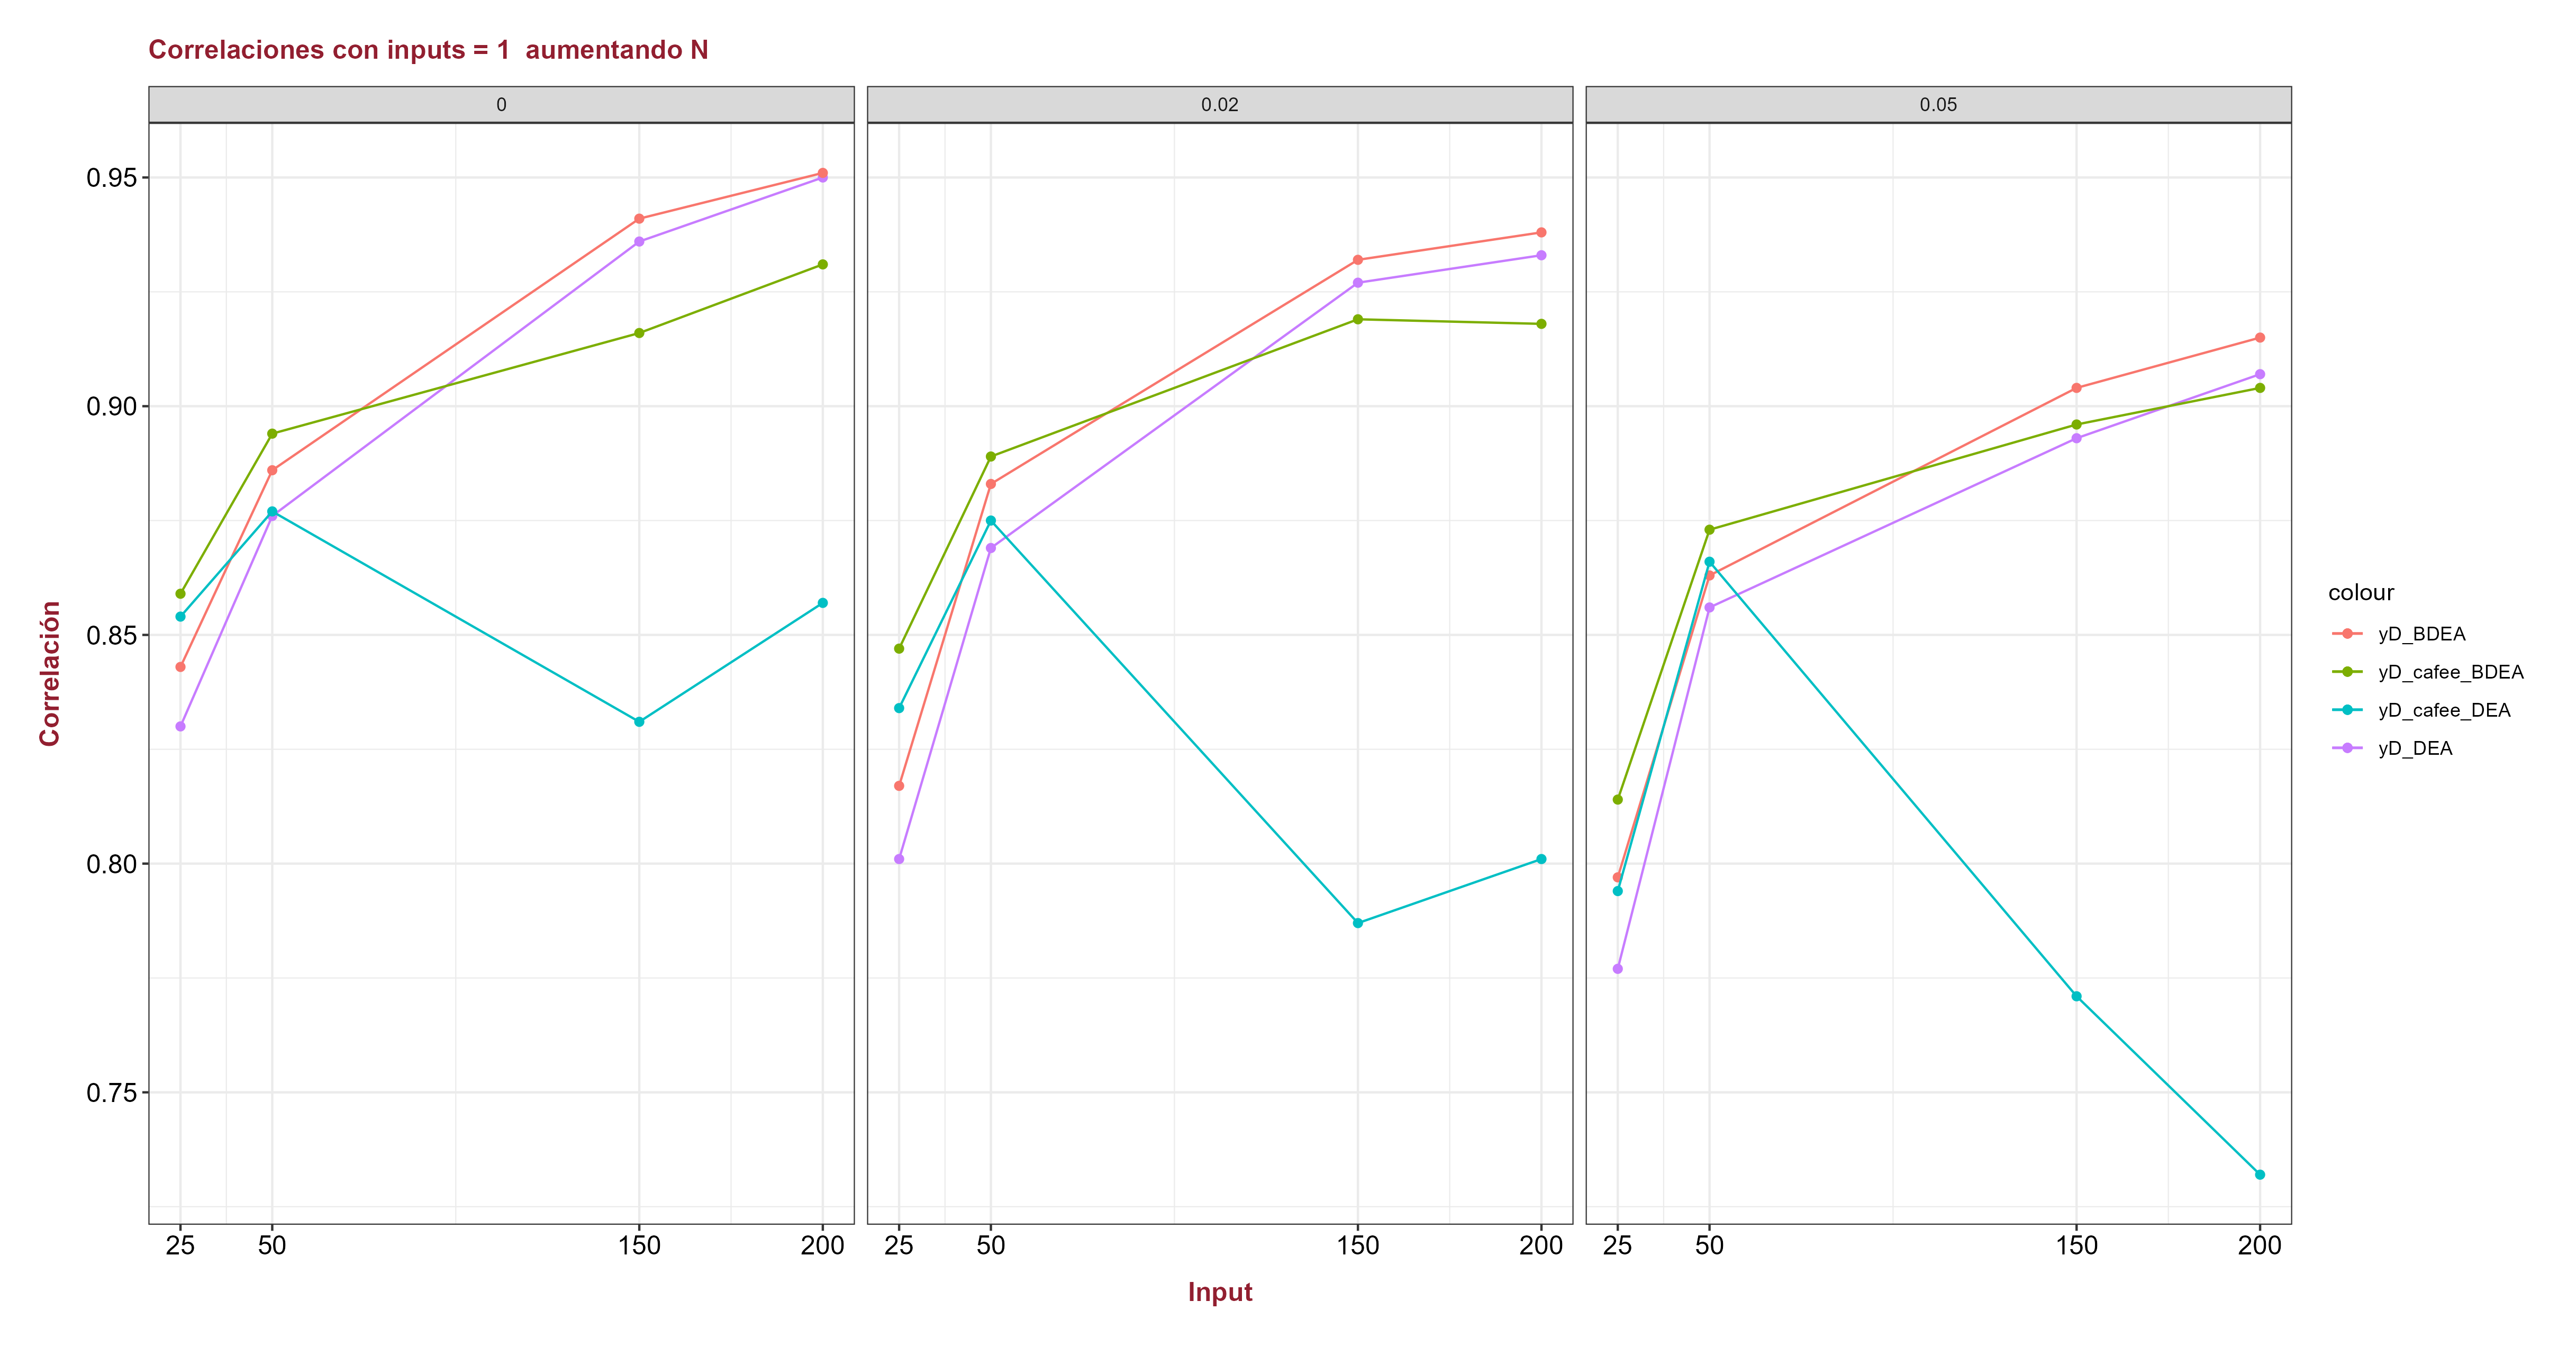 Correlaciones con inputs = 1  aumentando N
0 0.02 0.05
0.95
0.90
0.85
0.80
0.75
Correlación
25 50 150 200 25 50 150 200 25 50 150 200
Input
colour
yD_BDEA
yD_cafee_BDEA
yD_cafee_DEA
yD_DEA